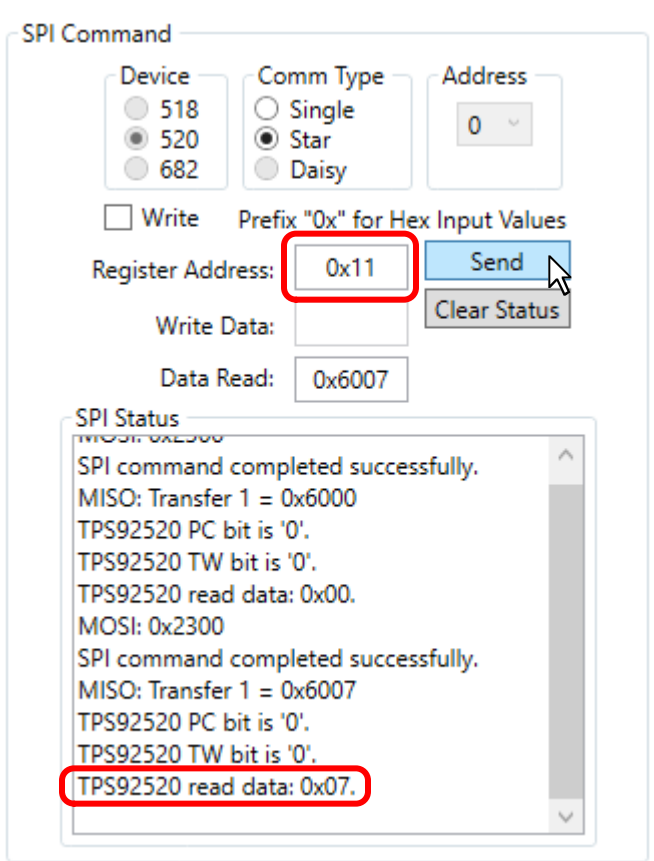 SPI Command
Device
518
520
682
Comm Type
Single
Star
Daisy
Address
0
Write
Prefix "0x" for Hex Input Values
Register Address:
0x11
Send
Write Data:
Clear Status
Data Read:
0x6007
SPI Status
MOSI: 0x2300
SPI command completed successfully.
MISO: Transfer 1 = 0x6000
TPS92520 PC bit is '0'.
TPS92520 TW bit is '0'.
TPS92520 read data: 0x00.
MOSI: 0x2300
SPI command completed successfully.
MISO: Transfer 1 = 0x6007
TPS92520 PC bit is '0'.
TPS92520 TW bit is '0'.
TPS92520 read data: 0x07.